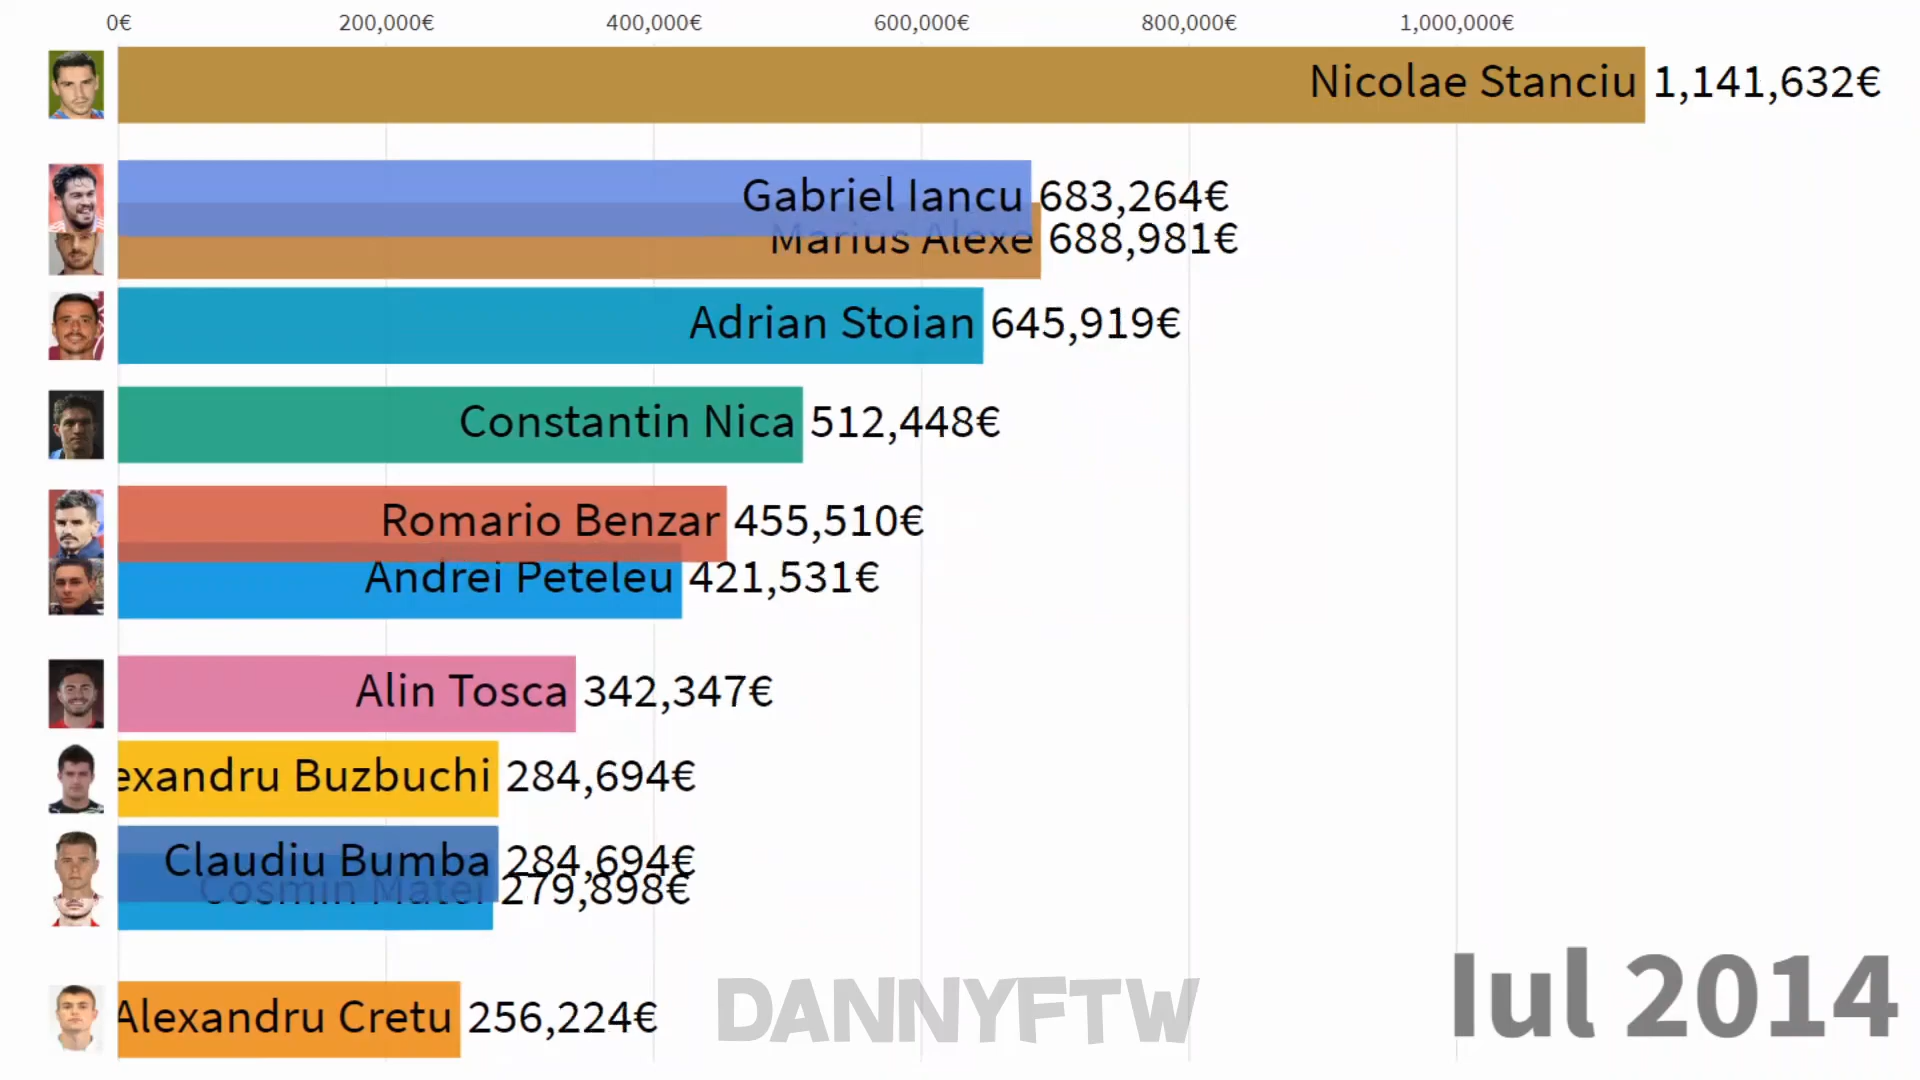 0€ 200,000€ 400,000€ 600,000€ 800,000€ 1,000,000€
Nicolae Stanciu 1,141,632€
Gabriel Iancu 683,264€
Marius Alexe 688,981€
Adrian Stoian 645,919€
Constantin Nica 512,448€
Romario Benzar 455,510€
Andrei Peteleu 421,531€
Alin Tosca 342,347€
exandru Buzbuchi 284,694€
Claudiu Bumba 284,694€
Cosmin Matei 279,898€
Alexandru Cretu 256,224€
DANNYFTW
Iul 2014